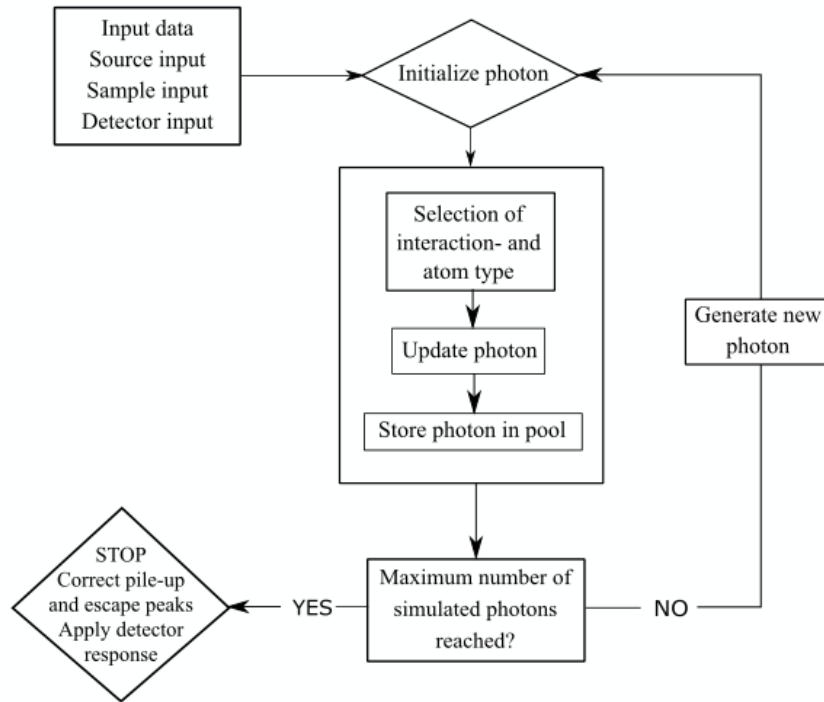 Input data
Source input
Sample input
Detector input
Initialize photon
Selection of
interaction- and
atom type
Update photon
Store photon in pool
Generate new
photon
Maximum number of
simulated photons
reached?
YES
NO
STOP
Correct pile-up
and escape peaks
Apply detector
response